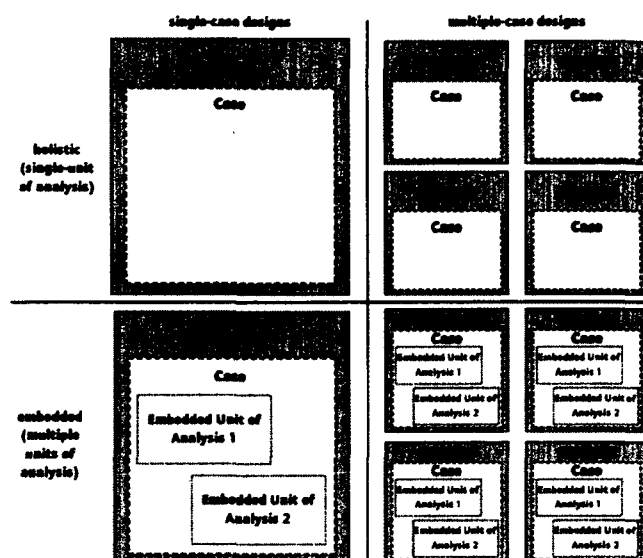 single-case designs
multiple-case designs
holistic
(single-unit
of analysis)
Case
Case
Case
Case
Case
embedded
(multiple
units of
analysis)
Case
Embedded Unit of
Analysis 1
Embedded Unit of
Analysis 2
Case
Embedded Unit of
Analysis 1
Embedded Unit of
Analysis 2
Case
Embedded Unit of
Analysis 1
Embedded Unit of
Analysis 2
Case
Embedded Unit of
Analysis 1
Embedded Unit of
Analysis 2
Case
Embedded Unit of
Analysis 1
Embedded Unit of
Analysis 2